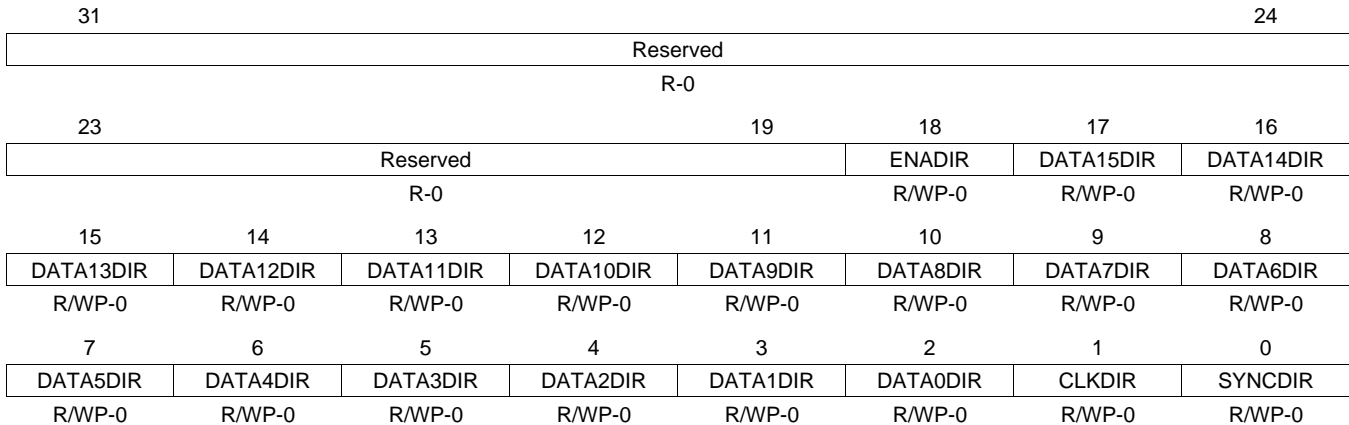 31 24
Reserved
R-0
23 19 18 17 16
Reserved ENADIR DATA15DIR DATA14DIR
R-0 R/WP-0 R/WP-0 R/WP-0
15 14 13 12 11 10 9 8
DATA13DIR DATA12DIR DATA11DIR DATA10DIR DATA9DIR DATA8DIR DATA7DIR DATA6DIR
R/WP-0 R/WP-0 R/WP-0 R/WP-0 R/WP-0 R/WP-0 R/WP-0 R/WP-0
7 6 5 4 3 2 1 0
DATA5DIR DATA4DIR DATA3DIR DATA2DIR DATA1DIR DATA0DIR CLKDIR SYNCDIR
R/WP-0 R/WP-0 R/WP-0 R/WP-0 R/WP-0 R/WP-0 R/WP-0 R/WP-0